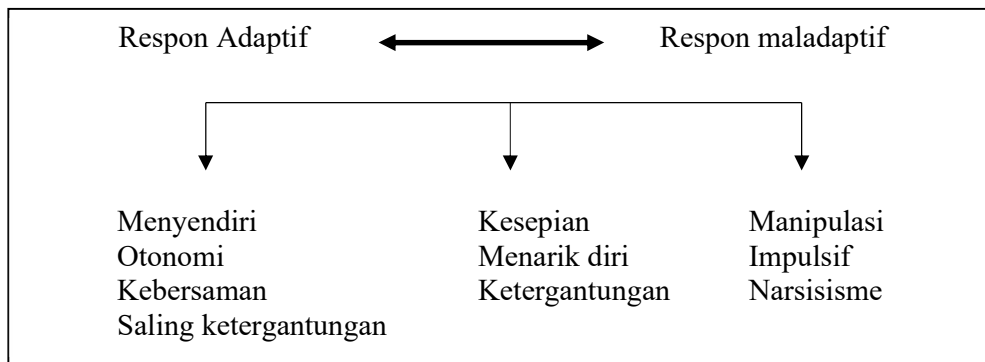 Respon Adaptif Respon maladaptif
Menyendiri Kesepian Manipulasi
Otonomi Menarik diri Impulsif
Kebersaman Ketergantungan Narsisisme
Saling ketergantungan